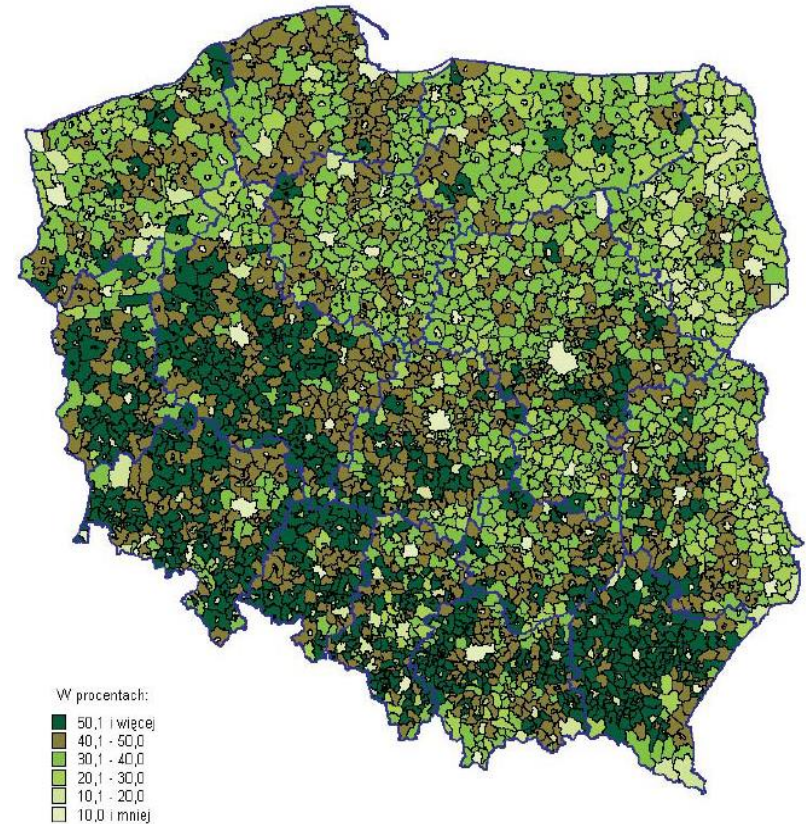 W procentach:
50,1 i więcej
40,1 - 50,0
30,1 - 40,0
20,1 - 30,0
10,1 - 20,0
10,0 i mniej